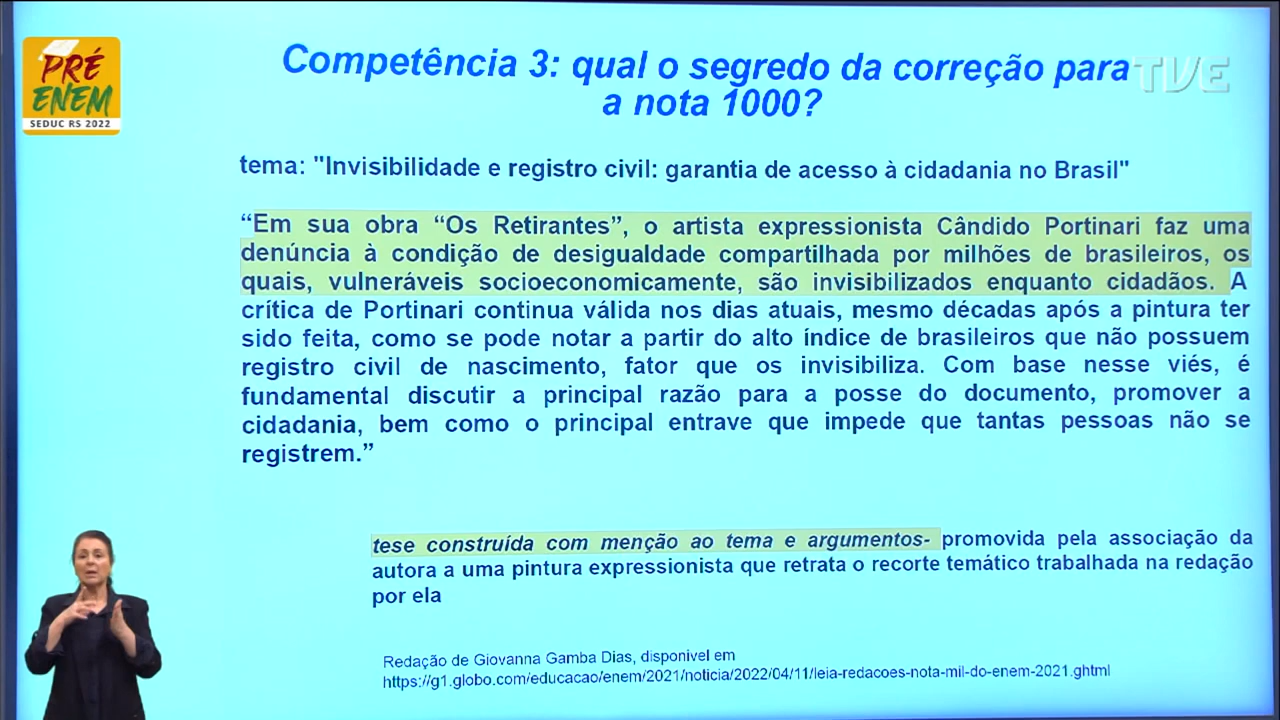 PRÉ
ENEM
SEDUC RS 2022
TVE
Competência 3: qual o segredo da correção para
a nota 1000?
tema: "Invisibilidade e registro civil: garantia de acesso à cidadania no Brasil"
“Em sua obra “Os Retirantes”, o artista expressionista Cândido Portinari faz uma
denúncia à condição de desigualdade compartilhada por milhões de brasileiros, os
quais, vulneráveis socioeconomicamente, são invisibilizados enquanto cidadãos. A
crítica de Portinari continua válida nos dias atuais, mesmo décadas após a pintura ter
sido feita, como se pode notar a partir do alto índice de brasileiros que não possuem
registro civil de nascimento, fator que os invisibiliza. Com base nesse viés, é
fundamental discutir a principal razão para a posse do documento, promover a
cidadania, bem como o principal entrave que impede que tantas pessoas não se
registrem.”
tese construída com menção ao tema e argumentos- promovida pela associação da
autora a uma pintura expressionista que retrata o recorte temático trabalhada na redação
por ela
Redação de Giovanna Gamba Dias, disponivel em
https://g1.globo.com/educacao/enem/2021/noticia/2022/04/11/leia-redacoes-nota-mil-do-enem-2021.ghtml